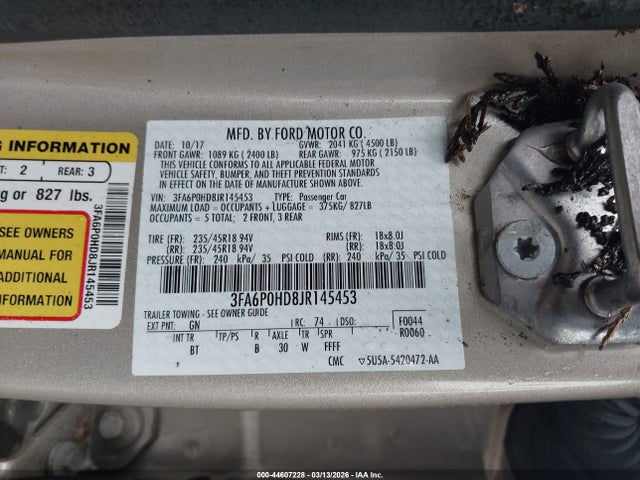 G INFORMATION
2 REAR: 3
or 827 lbs.
SEE OWNERS
MANUAL FOR
ADDITIONAL
INFORMATION
3FA6P0HD8JR145453
MFD. BY FORD MOTOR CO.
DATE: 10/17 GVWR: 2041 KG (4500 LB)
FRONT GAWR: 1089 KG (2400 LB) REAR GAWR: 975 KG (2150 LB)
THIS VEHICLE CONFORMS TO ALL APPLICABLE FEDERAL MOTOR
VEHICLE SAFETY, BUMPER, AND THEFT PREVENTION STANDARDS
IN EFFECT ON THE DATE OF MANUFACTURE SHOWN ABOVE.
VIN: 3FA6P0HD8JR145453 TYPE: Passenger Car
MAXIMUM LOAD = OCCUPANTS + LUGGAGE = 375KG/ 827LB
OCCUPANTS = 5 TOTAL; 2 FRONT, 3 REAR
TIRE (FR): 235/45R18 94V RIMS (FR): 18x8.0J
TIRE (RR): 235/45R18 94V (RR): 18x8.0J
PRESSURE (FR): 240 kPa/ 35 PSI COLD (RR): 240 kPa/ 35 PSI COLD
3FA6P0HD8JR145453
TRAILER TOWING - SEE OWNER GUIDE
EXT PNT: GN RC: 74 DSO: F0044
R0060
INT TR TP/PS R AXLE TR SPR
BT B 30 W FFFF
CMC ▽5U5A-5420472-AA
000-44607228 - 03/13/2026 - IAA Inc.